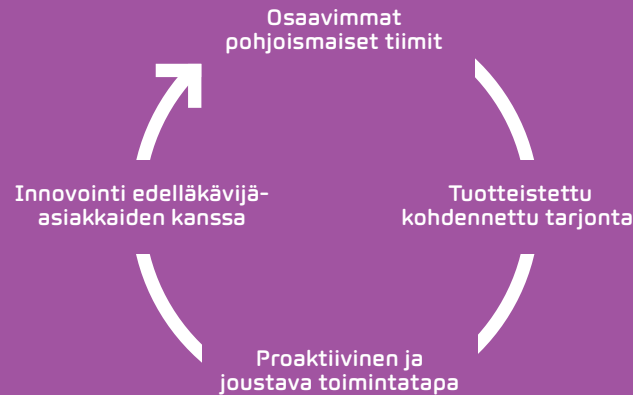 Osaavimmat
pohjoismaiset tiimit
Innovointi edelläkävijä-
asiakkaiden kanssa
Tuotteistettu
kohdennettu tarjonta
Proaktiivinen ja
joustava toimintatapa